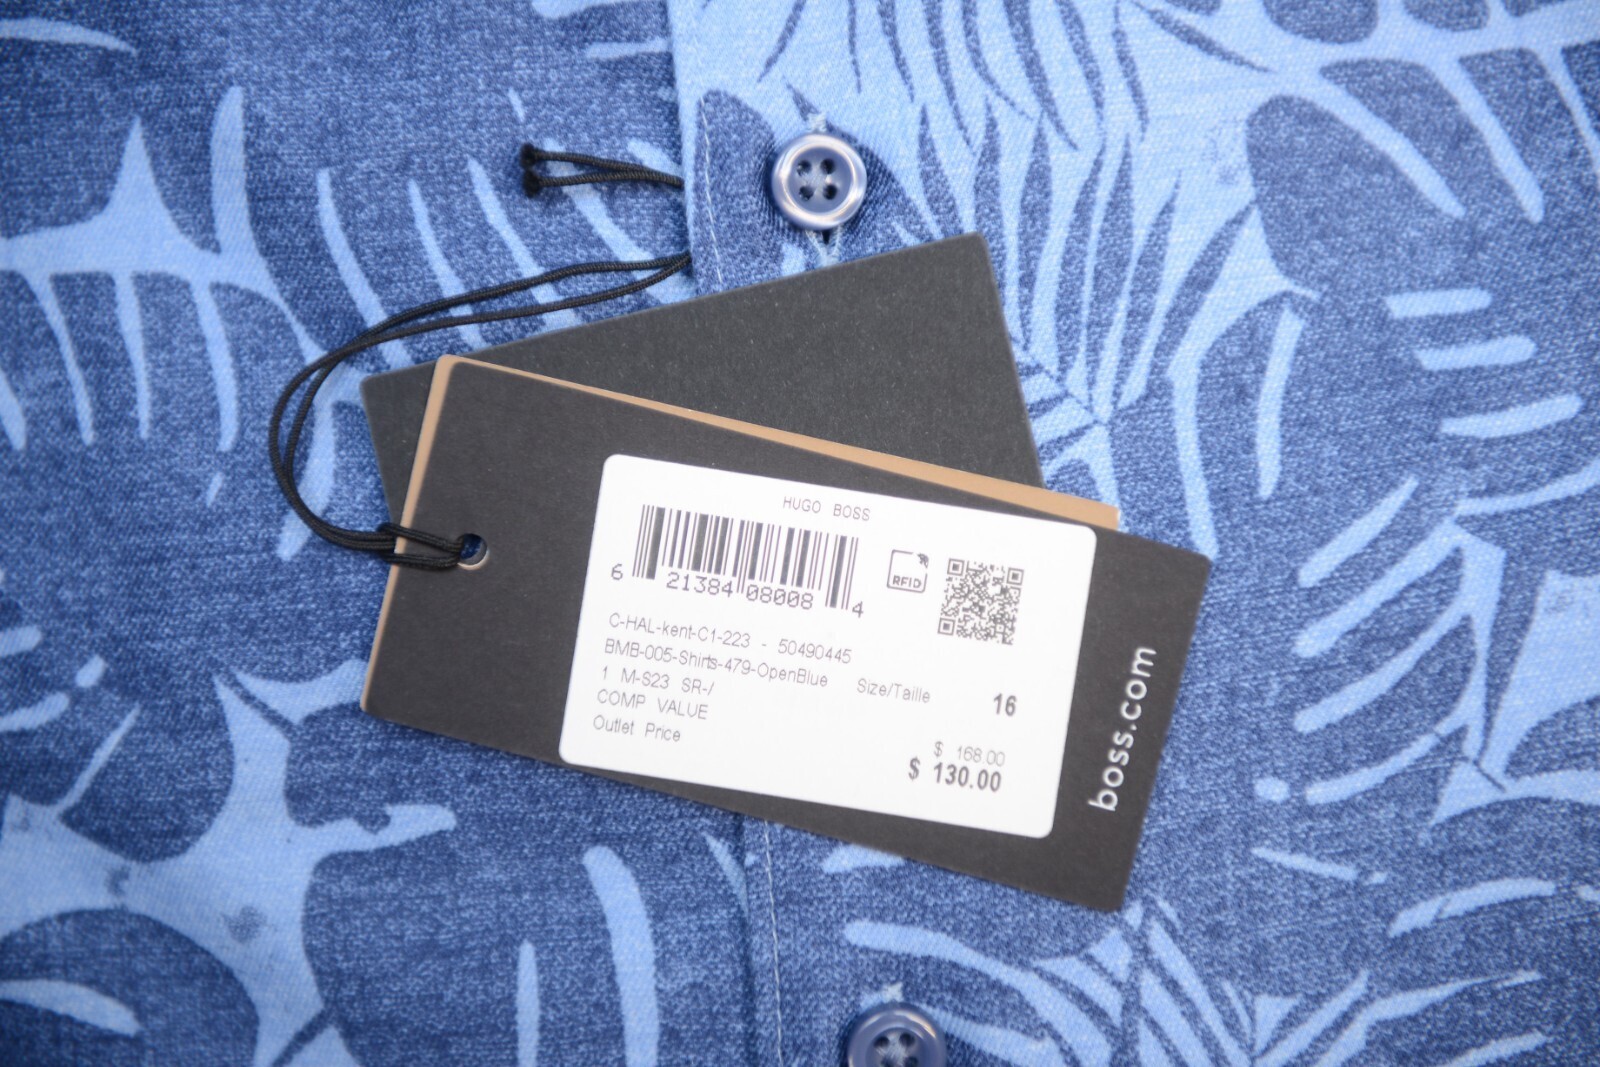 HUGO BOSS
6 21384 08008 4
RFID
C-HAL-kent-C1-223 - 50490445
BMB-005-Shirts-479-OpenBlue Size/Taille 16
1 M-S23 SR-/
COMP VALUE $ 168.00
Outlet Price $ 130.00
boss.com